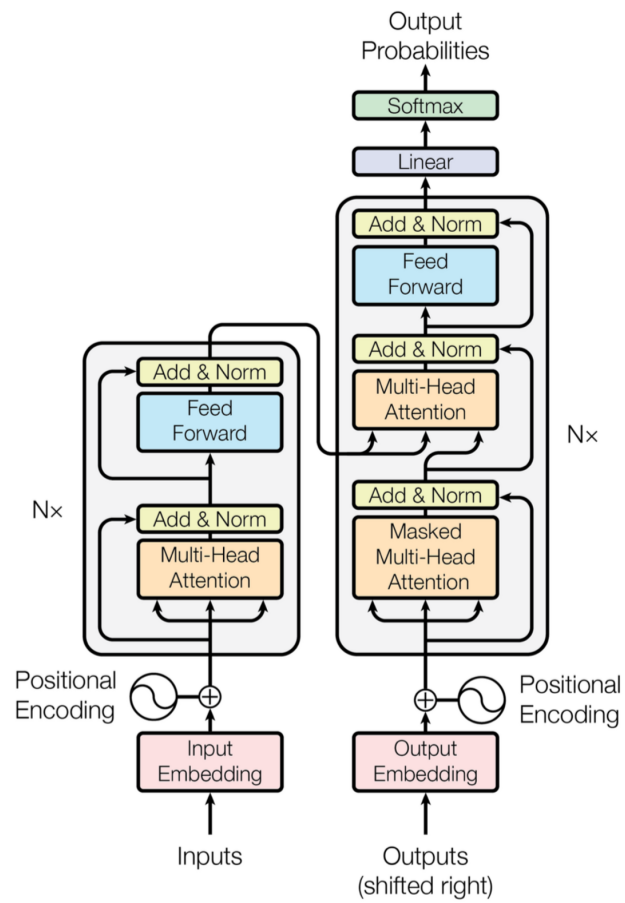 Output
Probabilities
Softmax
Linear
Add & Norm
Feed
Forward
Add & Norm
Multi-Head
Attention
Add & Norm
Masked
Multi-Head
Attention
Nx
Add & Norm
Feed
Forward
Add & Norm
Multi-Head
Attention
Nx
Positional
Encoding
Positional
Encoding
Input
Embedding
Output
Embedding
Inputs
Outputs
(shifted right)